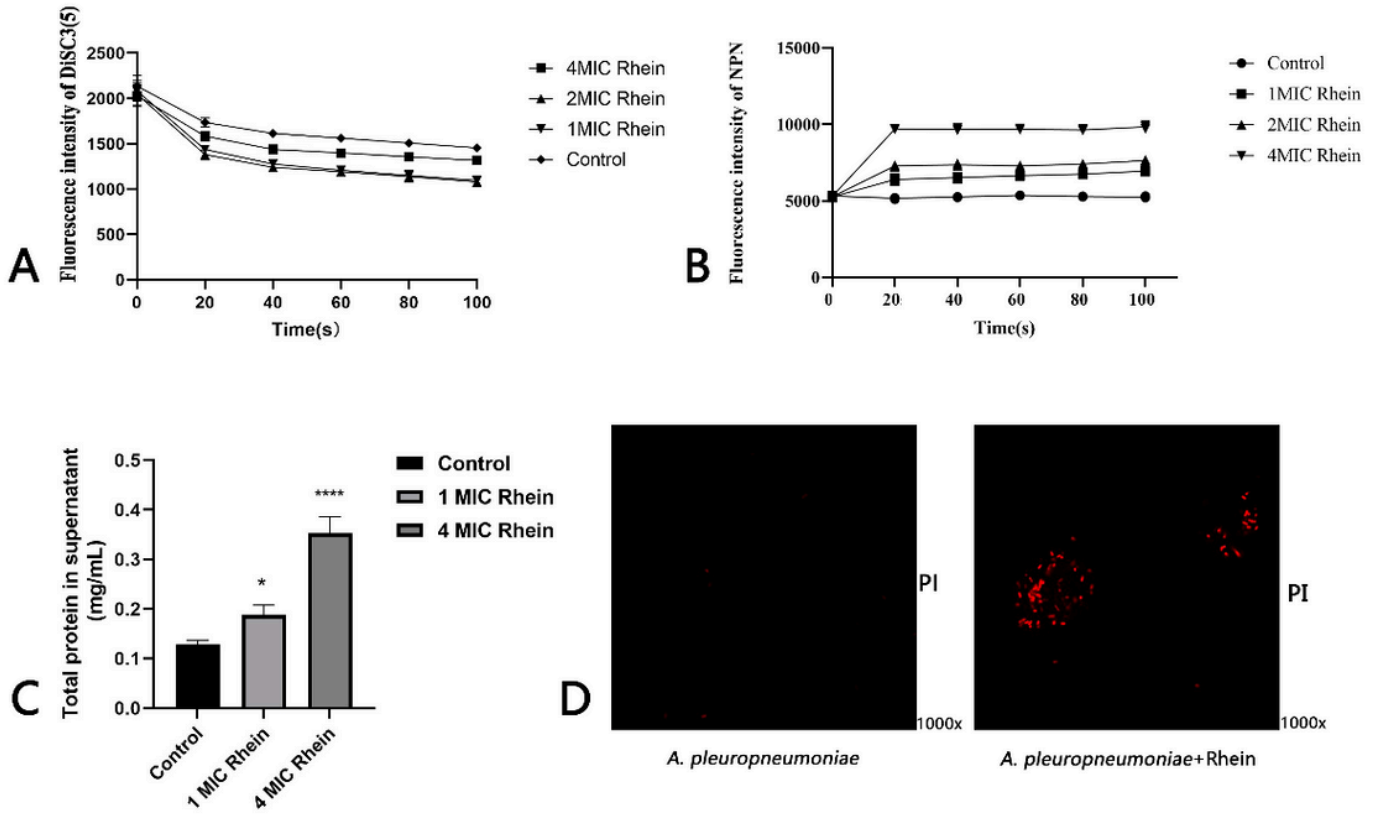 Fluorescence intensity of DiSC3(5)
2500
2000
1500
1000
500
0
0 20 40 60 80 100
Time(s)
4MIC Rhein
2MIC Rhein
1MIC Rhein
Control
A
Fluorescence intensity of NPN
15000
10000
5000
0
0 20 40 60 80 100
Time(s)
Control
1MIC Rhein
2MIC Rhein
4MIC Rhein
B
Total protein in supernatant
(mg/mL)
0.5
0.4
0.3
0.2
0.1
0.0
*
****
Control
1 MIC Rhein
4 MIC Rhein
Control
1 MIC Rhein
4 MIC Rhein
C
D
PI
1000x
A. pleuropneumoniae
PI
1000x
A. pleuropneumoniae+Rhein